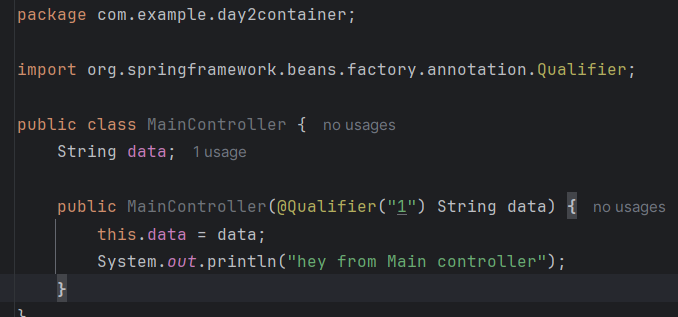 package com.example.day2container;
import org.springframework.beans.factory.annotation.Qualifier;
public class MainController { no usages
String data; 1 usage
public MainController(@Qualifier("1") String data) { no usages
this.data = data;
System.out.println("hey from Main controller");
}
}